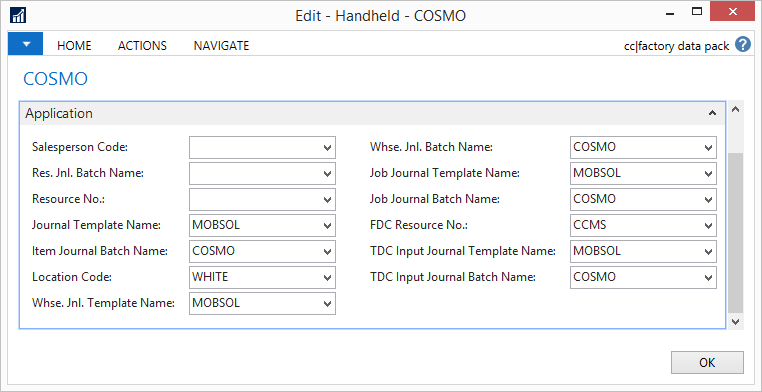 Edit - Handheld - COSMO
HOME ACTIONS NAVIGATE cc|factory data pack ?
COSMO
Application
Salesperson Code:
Res. Jnl. Batch Name:
Resource No.:
Journal Template Name: MOBSOL
Item Journal Batch Name: COSMO
Location Code: WHITE
Whse. Jnl. Template Name: MOBSOL
Whse. Jnl. Batch Name: COSMO
Job Journal Template Name: MOBSOL
Job Journal Batch Name: COSMO
FDC Resource No.: CCMS
TDC Input Journal Template Name: MOBSOL
TDC Input Journal Batch Name: COSMO
OK